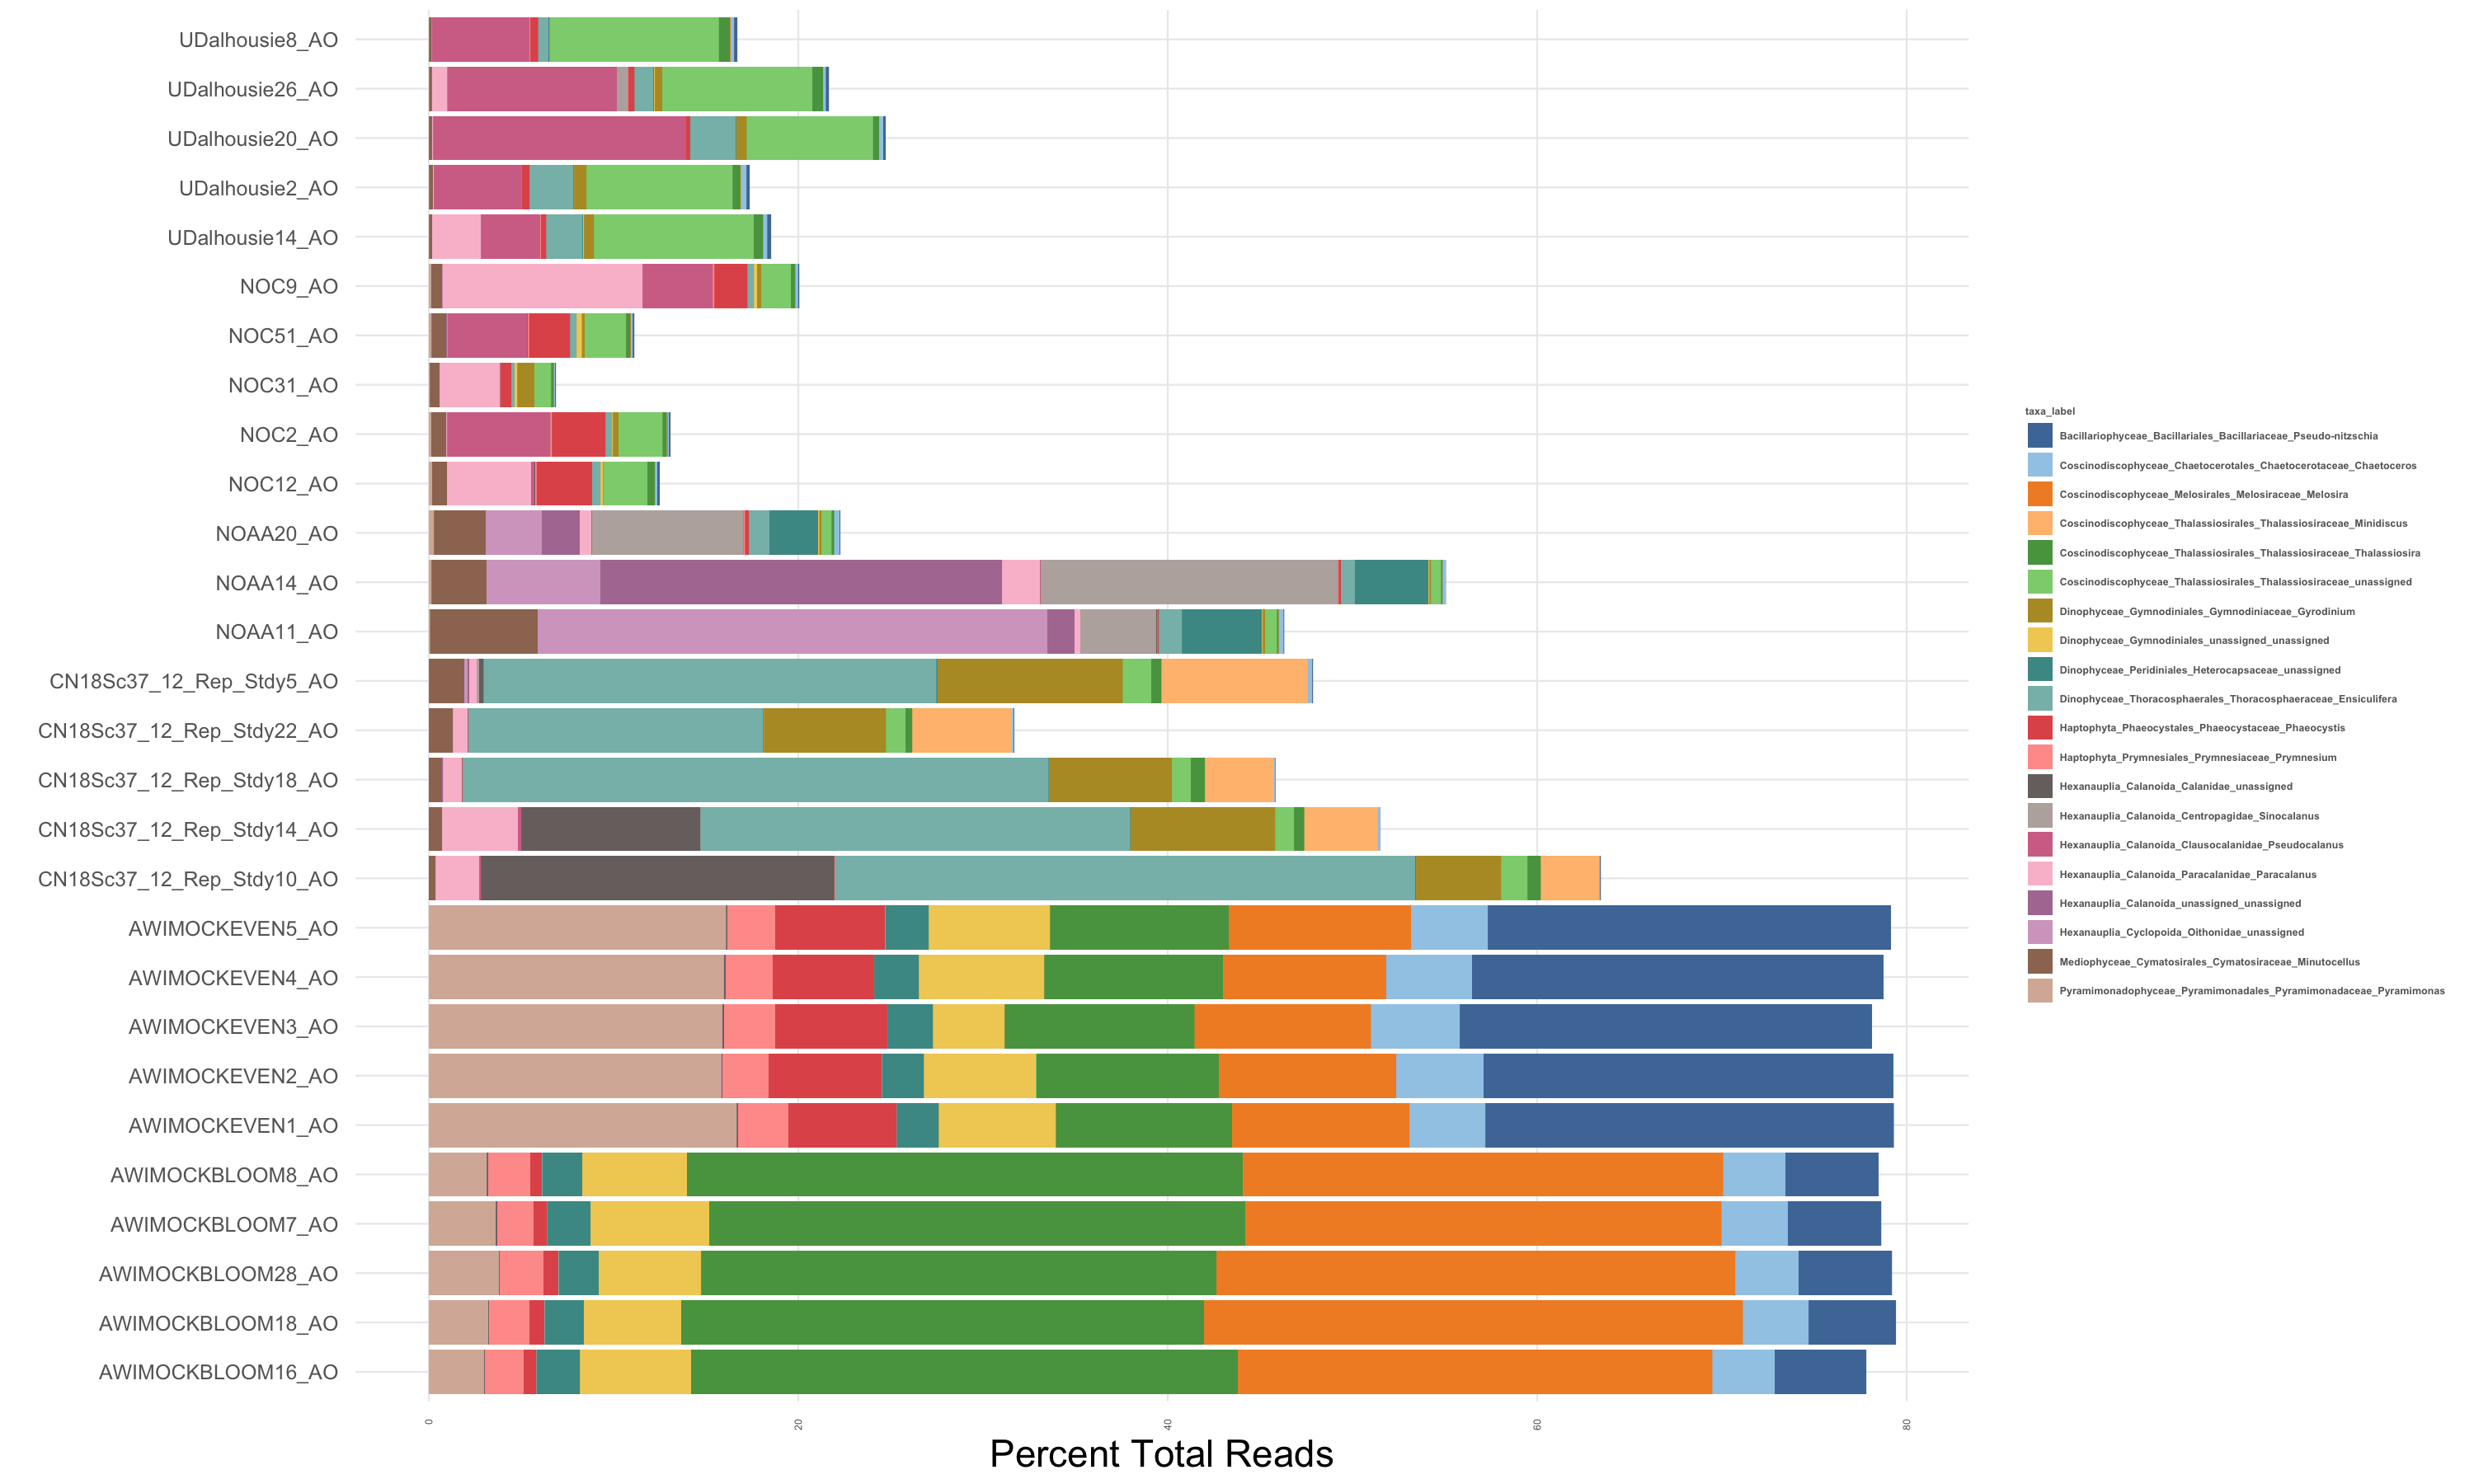 UDalhousie8_AO
UDalhousie26_AO
UDalhousie20_AO
UDalhousie2_AO
UDalhousie14_AO
NOC9_AO
NOC51_AO
NOC31_AO
NOC2_AO
NOC12_AO
NOAA20_AO
NOAA14_AO
NOAA11_AO
CN18Sc37_12_Rep_Stdy5_AO
CN18Sc37_12_Rep_Stdy22_AO
CN18Sc37_12_Rep_Stdy18_AO
CN18Sc37_12_Rep_Stdy14_AO
CN18Sc37_12_Rep_Stdy10_AO
AWIMOCKEVEN5_AO
AWIMOCKEVEN4_AO
AWIMOCKEVEN3_AO
AWIMOCKEVEN2_AO
AWIMOCKEVEN1_AO
AWIMOCKBLOOM8_AO
AWIMOCKBLOOM7_AO
AWIMOCKBLOOM28_AO
AWIMOCKBLOOM18_AO
AWIMOCKBLOOM16_AO
0
20
40
60
80
Percent Total Reads
taxa_label
Bacillariophyceae_Bacillariales_Bacillariaceae_Pseudo-nitzschia
Coscinodiscophyceae_Chaetocerotales_Chaetocerotaceae_Chaetoceros
Coscinodiscophyceae_Melosirales_Melosiraceae_Melosira
Coscinodiscophyceae_Thalassiosirales_Thalassiosiraceae_Minidiscus
Coscinodiscophyceae_Thalassiosirales_Thalassiosiraceae_Thalassiosira
Coscinodiscophyceae_Thalassiosirales_Thalassiosiraceae_unassigned
Dinophyceae_Gymnodiniales_Gymnodiniaceae_Gyrodinium
Dinophyceae_Gymnodiniales_unassigned_unassigned
Dinophyceae_Peridiniales_Heterocapsaceae_unassigned
Dinophyceae_Thoracosphaerales_Thoracosphaeraceae_Ensiculifera
Haptophyta_Phaeocystales_Phaeocystaceae_Phaeocystis
Haptophyta_Prymnesiales_Prymnesiaceae_Prymnesium
Hexanauplia_Calanoida_Calanidae_unassigned
Hexanauplia_Calanoida_Centropagidae_Sinocalanus
Hexanauplia_Calanoida_Clausocalanidae_Pseudocalanus
Hexanauplia_Calanoida_Paracalanidae_Paracalanus
Hexanauplia_Calanoida_unassigned_unassigned
Hexanauplia_Cyclopoida_Oithonidae_unassigned
Mediophyceae_Cymatosirales_Cymatosiraceae_Minutocellus
Pyramimonadophyceae_Pyramimonadales_Pyramimonadaceae_Pyramimonas